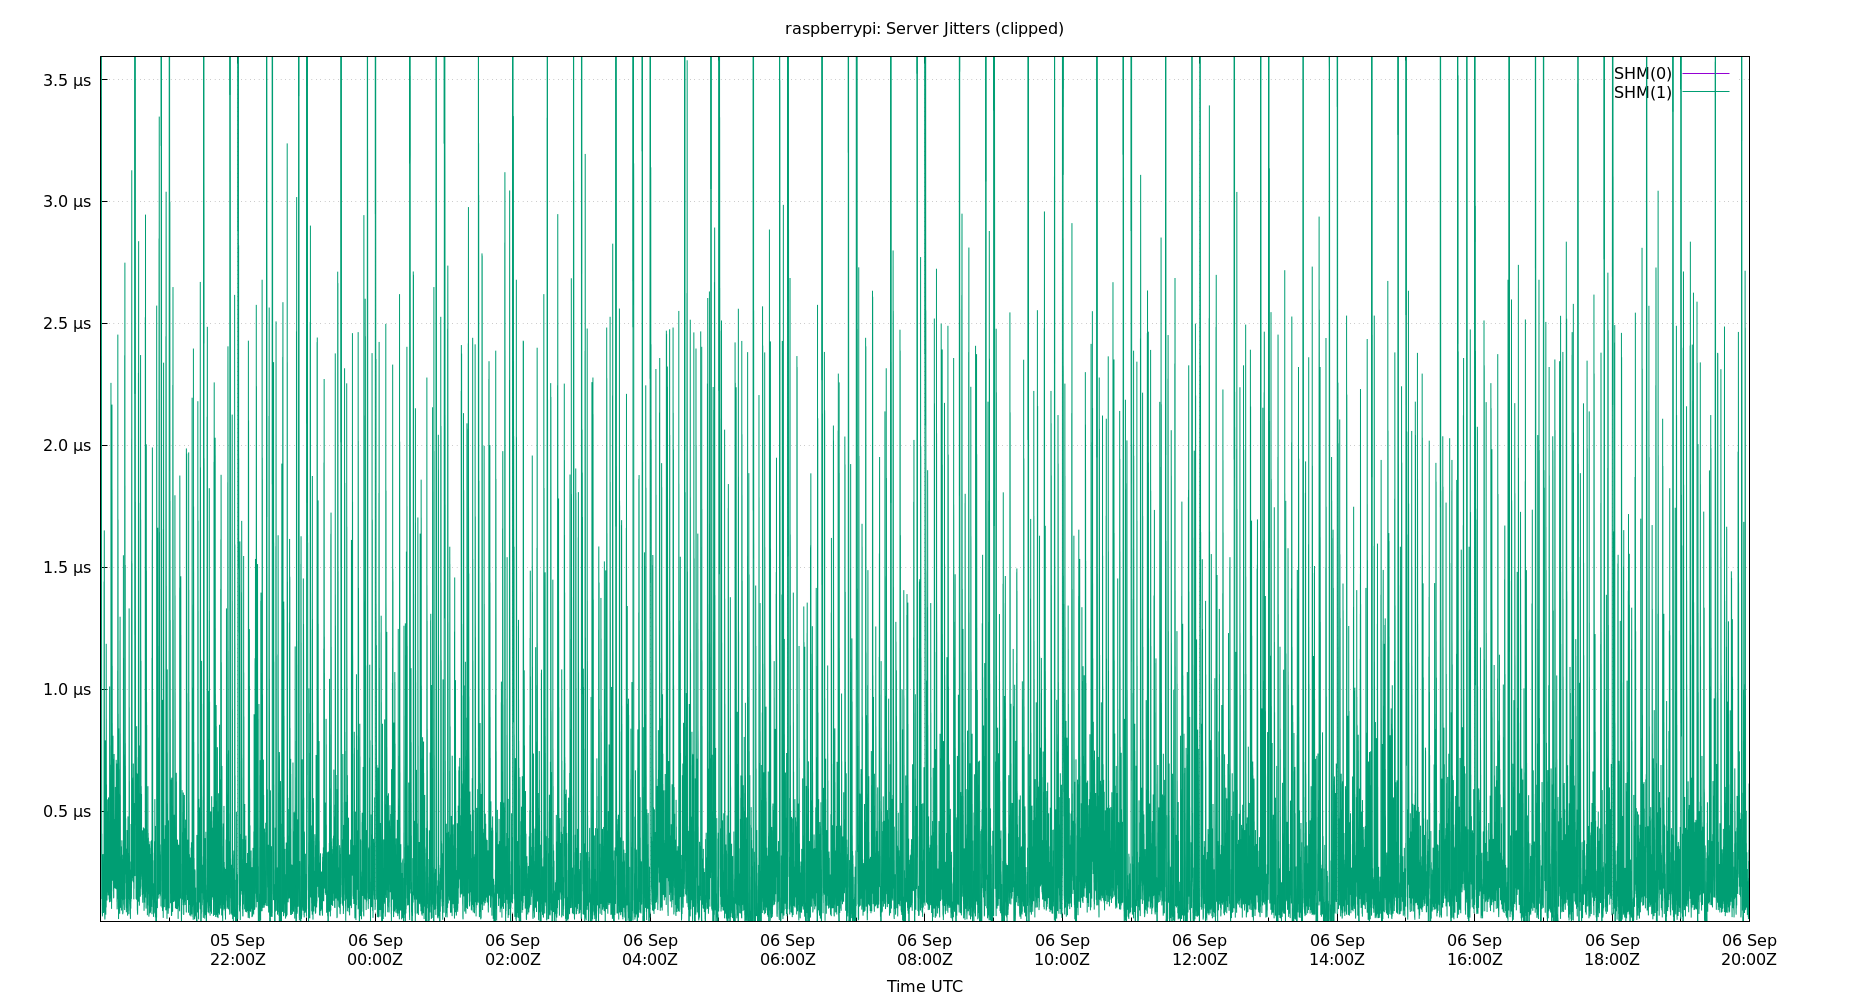 raspberrypi: Server Jitters (clipped)
3.5 µs
3.0 µs
2.5 µs
2.0 µs
1.5 µs
1.0 µs
0.5 µs
SHM(0)
SHM(1)
05 Sep 06 Sep 06 Sep 06 Sep 06 Sep 06 Sep 06 Sep 06 Sep 06 Sep 06 Sep 06 Sep 06 Sep
22:00Z 00:00Z 02:00Z 04:00Z 06:00Z 08:00Z 10:00Z 12:00Z 14:00Z 16:00Z 18:00Z 20:00Z
Time UTC